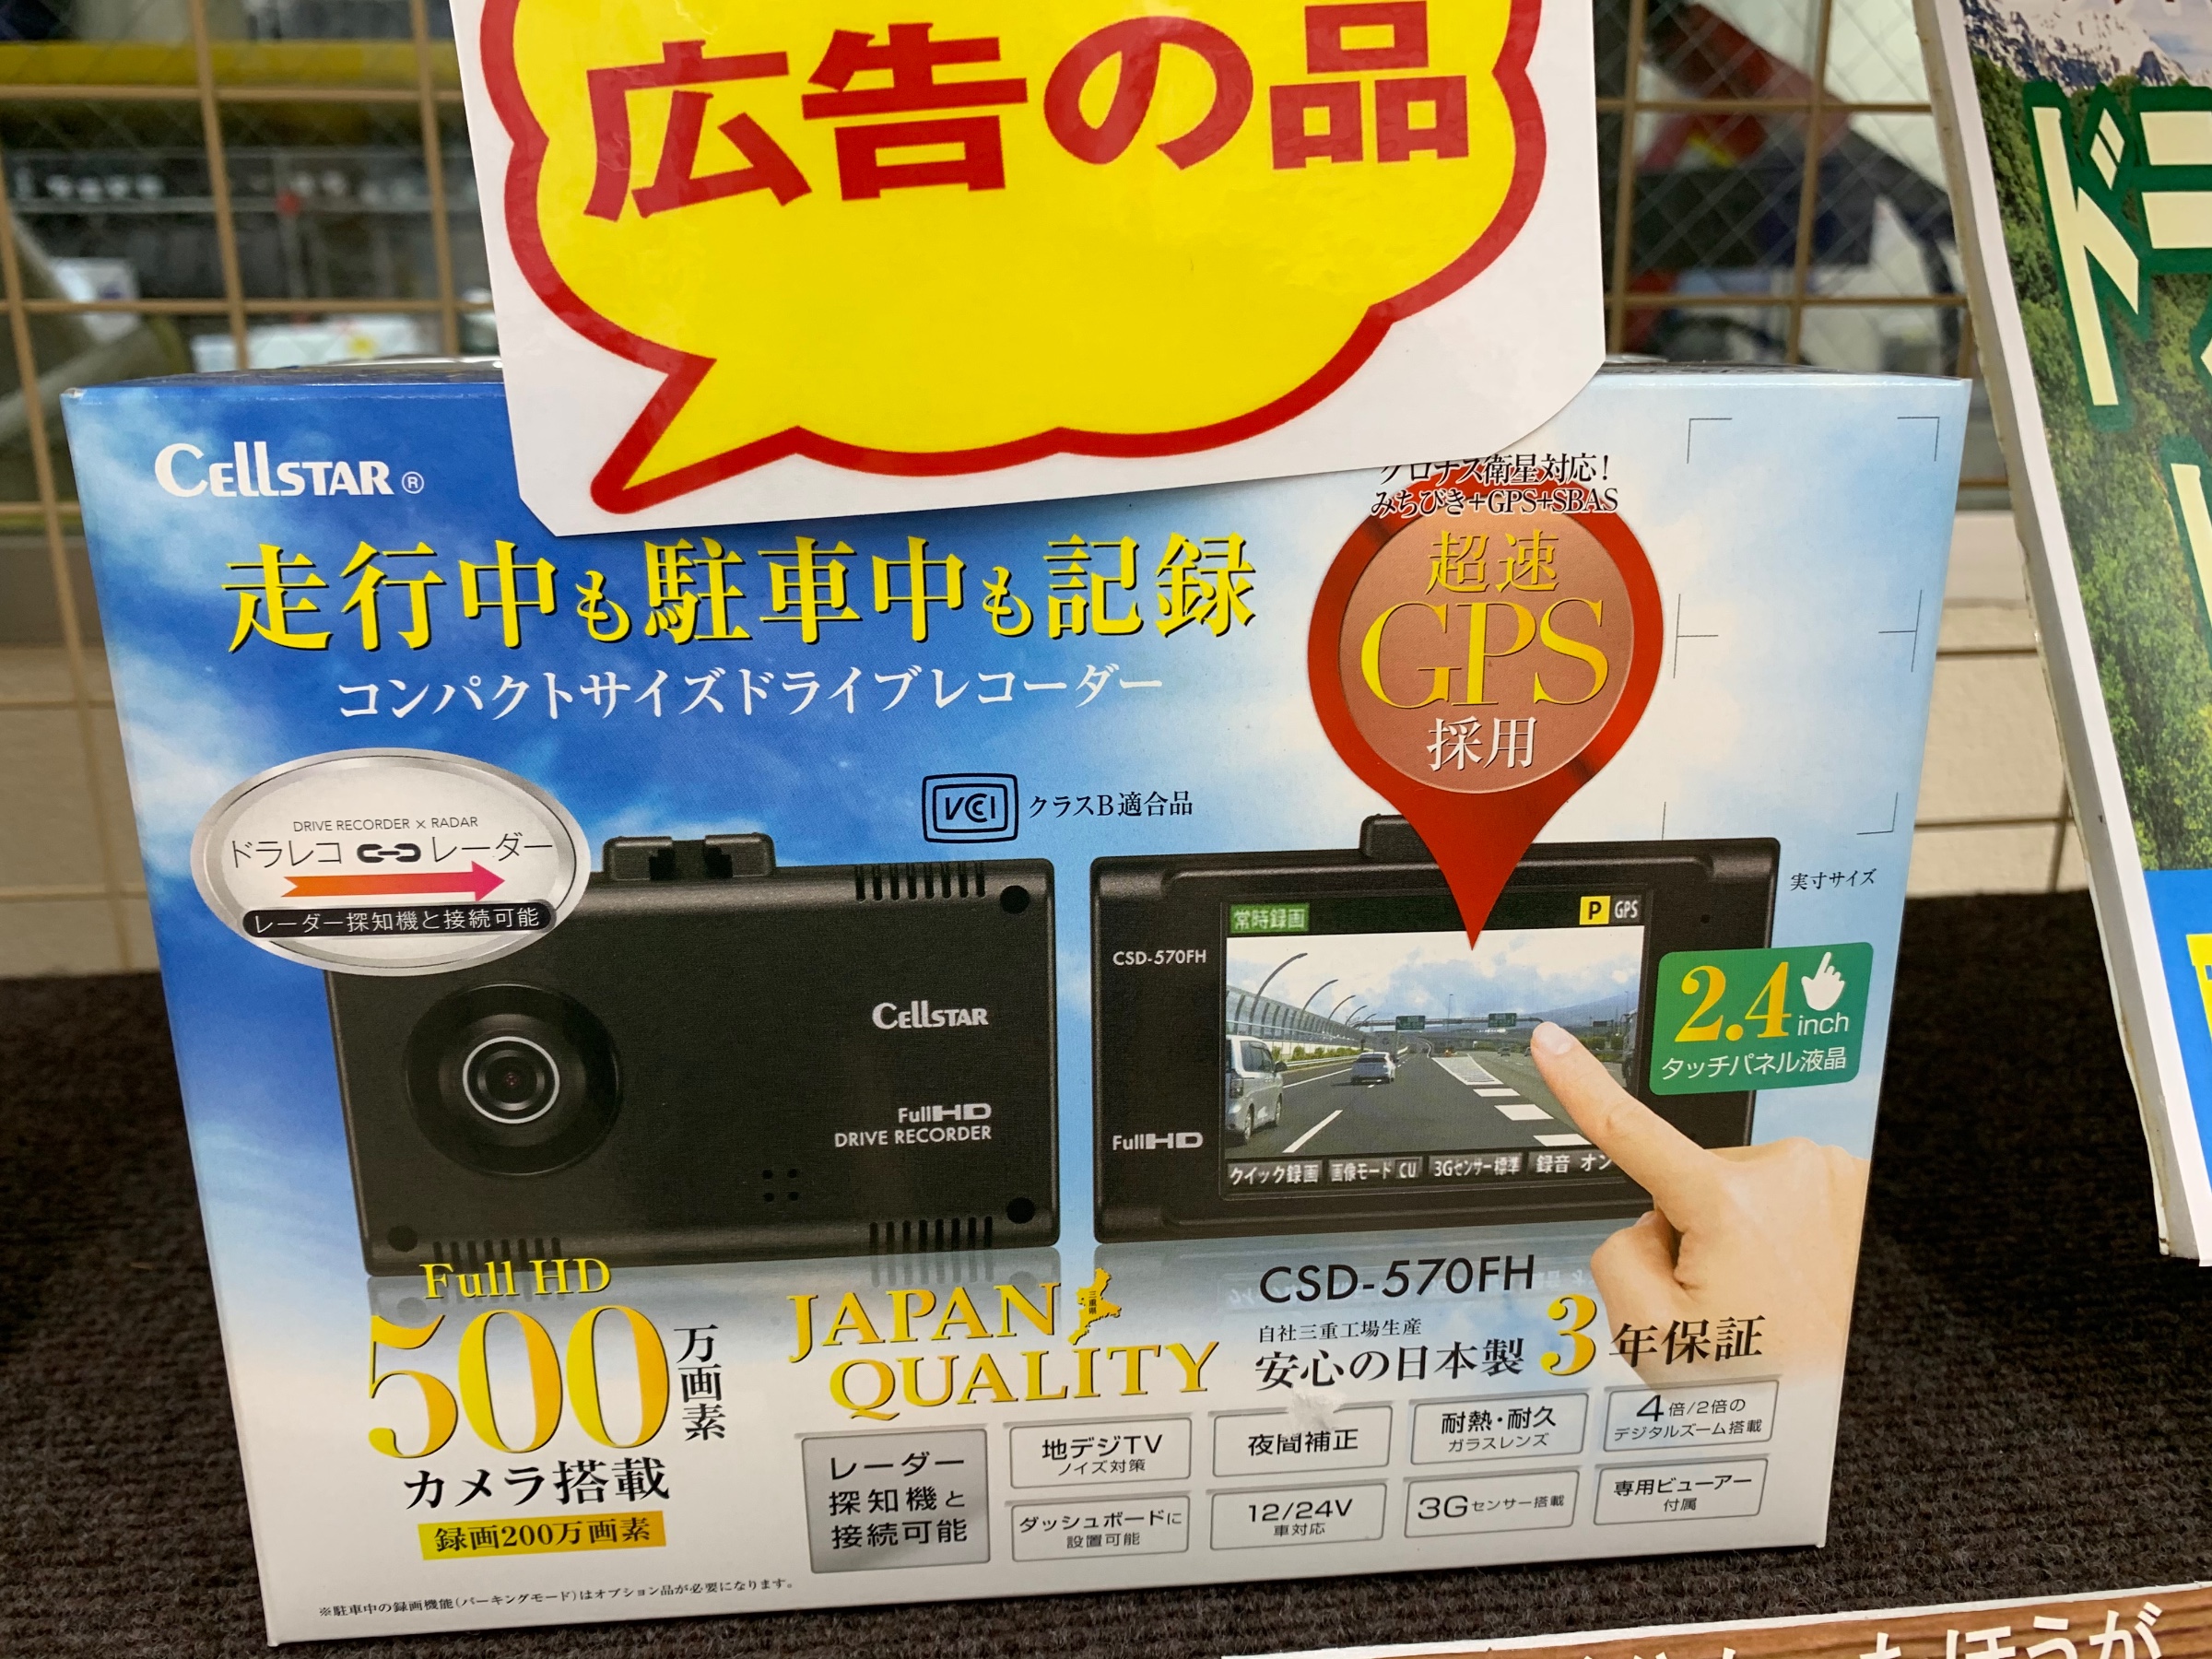 広告の品
CELLSTAR®
グロナス衛星対応!
みちびき+GPS+SBAS
超速
GPS
採用
走行中も駐車中も記録
コンパクトサイズドライブレコーダー
DRIVE RECORDER × RADAR
ドラレコ レーダー
レーダー探知機と接続可能
VCCI クラスB適合品
実寸サイズ
CELLSTAR
FullHD
DRIVE RECORDER
常時録画
P GPS
CSD-570FH
FullHD
クイック録画 画像モード CU 3Gセンサー標準 録音 オン
2.4inch
タッチパネル液晶
Full HD
500万画素
カメラ搭載
録画200万画素
JAPAN
三重県
QUALITY
CSD-570FH
自社三重工場生産
安心の日本製 3年保証
レーダー
探知機と
接続可能
地デジTV
ノイズ対策
夜間補正
耐熱・耐久
ガラスレンズ
4倍/2倍の
デジタルズーム搭載
ダッシュボードに
設置可能
12/24V
車対応
3Gセンサー搭載
専用ビューアー
付属
※駐車中の録画機能(パーキングモード)はオプション品が必要になります。
ほうが